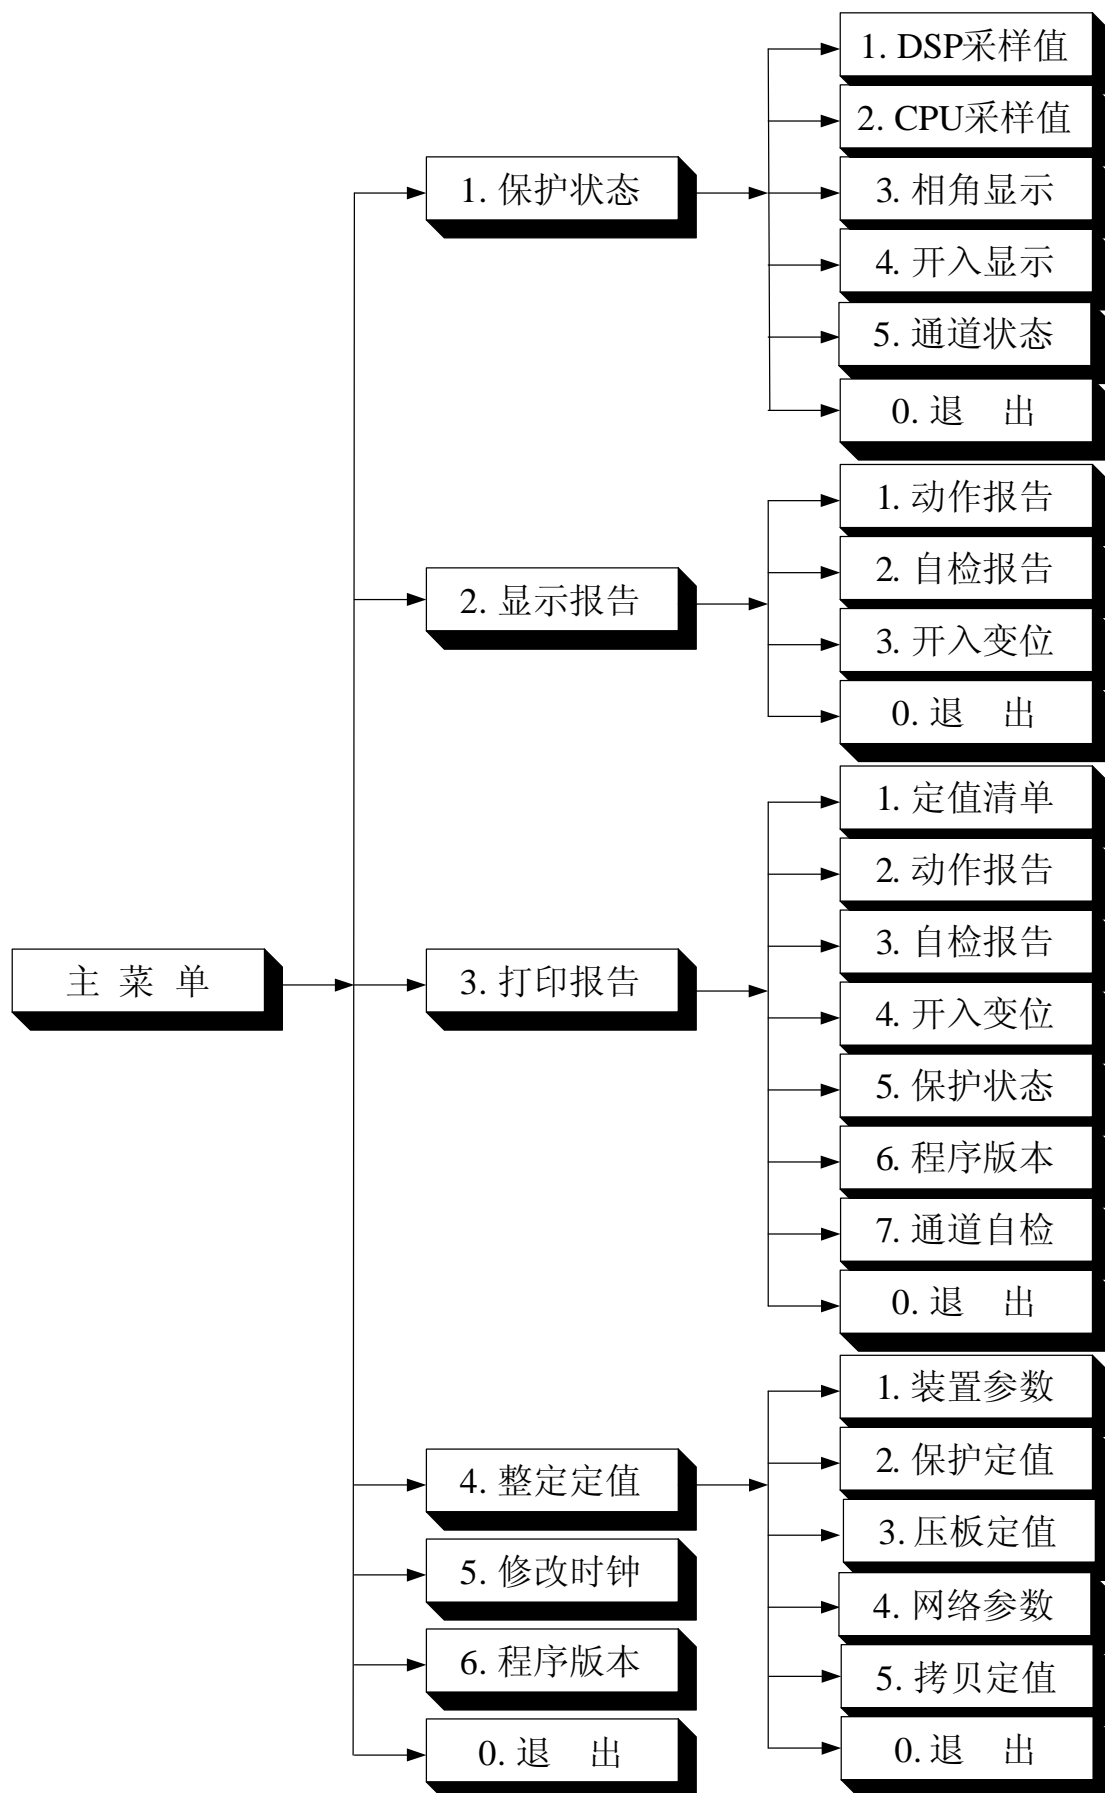 主 菜 单
1. 保护状态
1. DSP采样值
2. CPU采样值
3. 相角显示
4. 开入显示
5. 通道状态
0. 退 出
2. 显示报告
1. 动作报告
2. 自检报告
3. 开入变位
0. 退 出
3. 打印报告
1. 定值清单
2. 动作报告
3. 自检报告
4. 开入变位
5. 保护状态
6. 程序版本
7. 通道自检
0. 退 出
4. 整定定值
1. 装置参数
2. 保护定值
3. 压板定值
4. 网络参数
5. 拷贝定值
0. 退 出
5. 修改时钟
6. 程序版本
0. 退 出